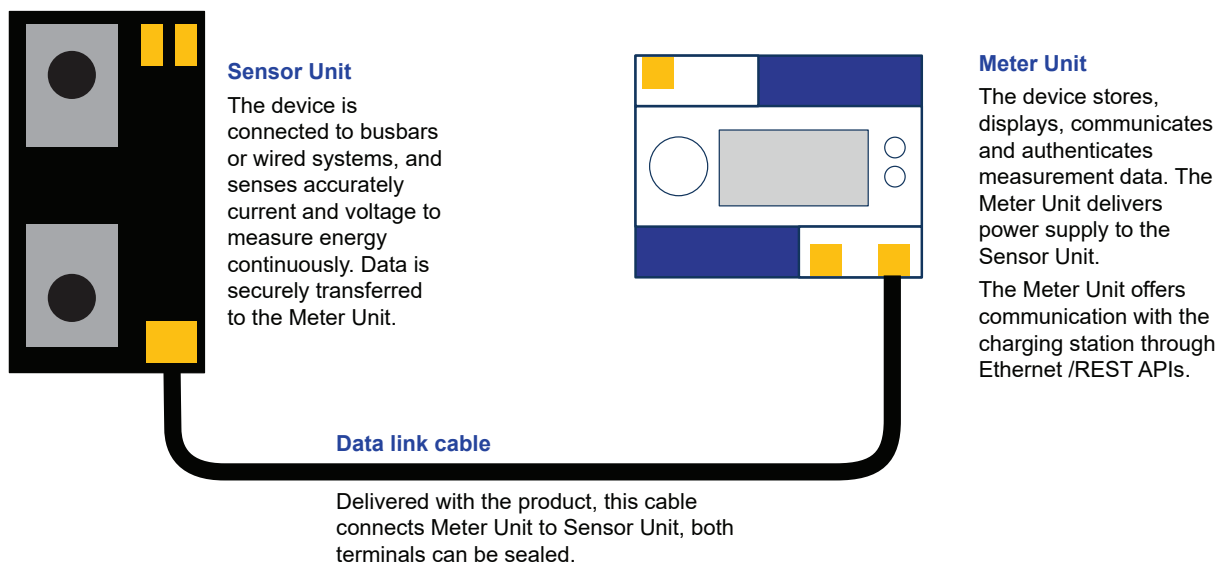 Sensor Unit
The device is
connected to busbars
or wired systems, and
senses accurately
current and voltage to
measure energy
continuously. Data is
securely transferred
to the Meter Unit.
Meter Unit
The device stores,
displays, communicates
and authenticates
measurement data. The
Meter Unit delivers
power supply to the
Sensor Unit.
The Meter Unit offers
communication with the
charging station through
Ethernet /REST APIs.
Data link cable
Delivered with the product, this cable
connects Meter Unit to Sensor Unit, both
terminals can be sealed.